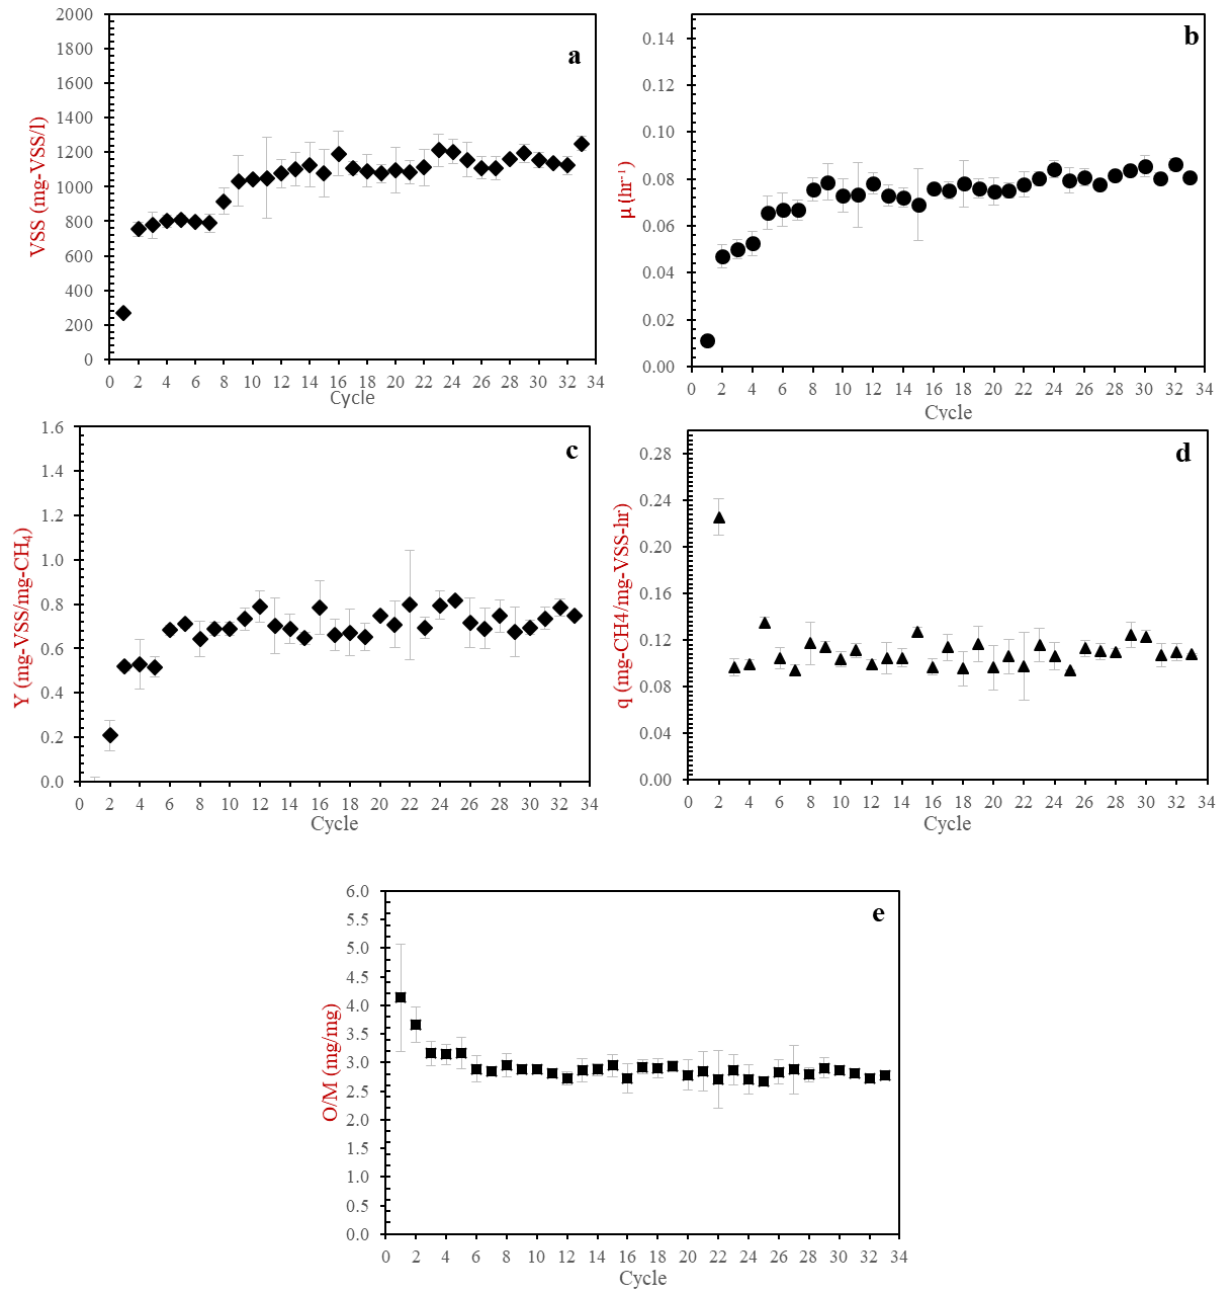 a
VSS (mg-VSS/l)
2000
1800
1600
1400
1200
1000
800
600
400
200
0
0 2 4 6 8 10 12 14 16 18 20 22 24 26 28 30 32 34
Cycle
b
μ (hr⁻¹)
0.14
0.12
0.10
0.08
0.06
0.04
0.02
0.00
0 2 4 6 8 10 12 14 16 18 20 22 24 26 28 30 32 34
Cycle
c
Y (mg-VSS/mg-CH₄)
1.6
1.4
1.2
1.0
0.8
0.6
0.4
0.2
0.0
0 2 4 6 8 10 12 14 16 18 20 22 24 26 28 30 32 34
Cycle
d
q (mg-CH4/mg-VSS-hr)
0.28
0.24
0.20
0.16
0.12
0.08
0.04
0.00
0 2 4 6 8 10 12 14 16 18 20 22 24 26 28 30 32 34
Cycle
e
O/M (mg/mg)
6.0
5.5
5.0
4.5
4.0
3.5
3.0
2.5
2.0
1.5
1.0
0.5
0.0
0 2 4 6 8 10 12 14 16 18 20 22 24 26 28 30 32 34
Cycle